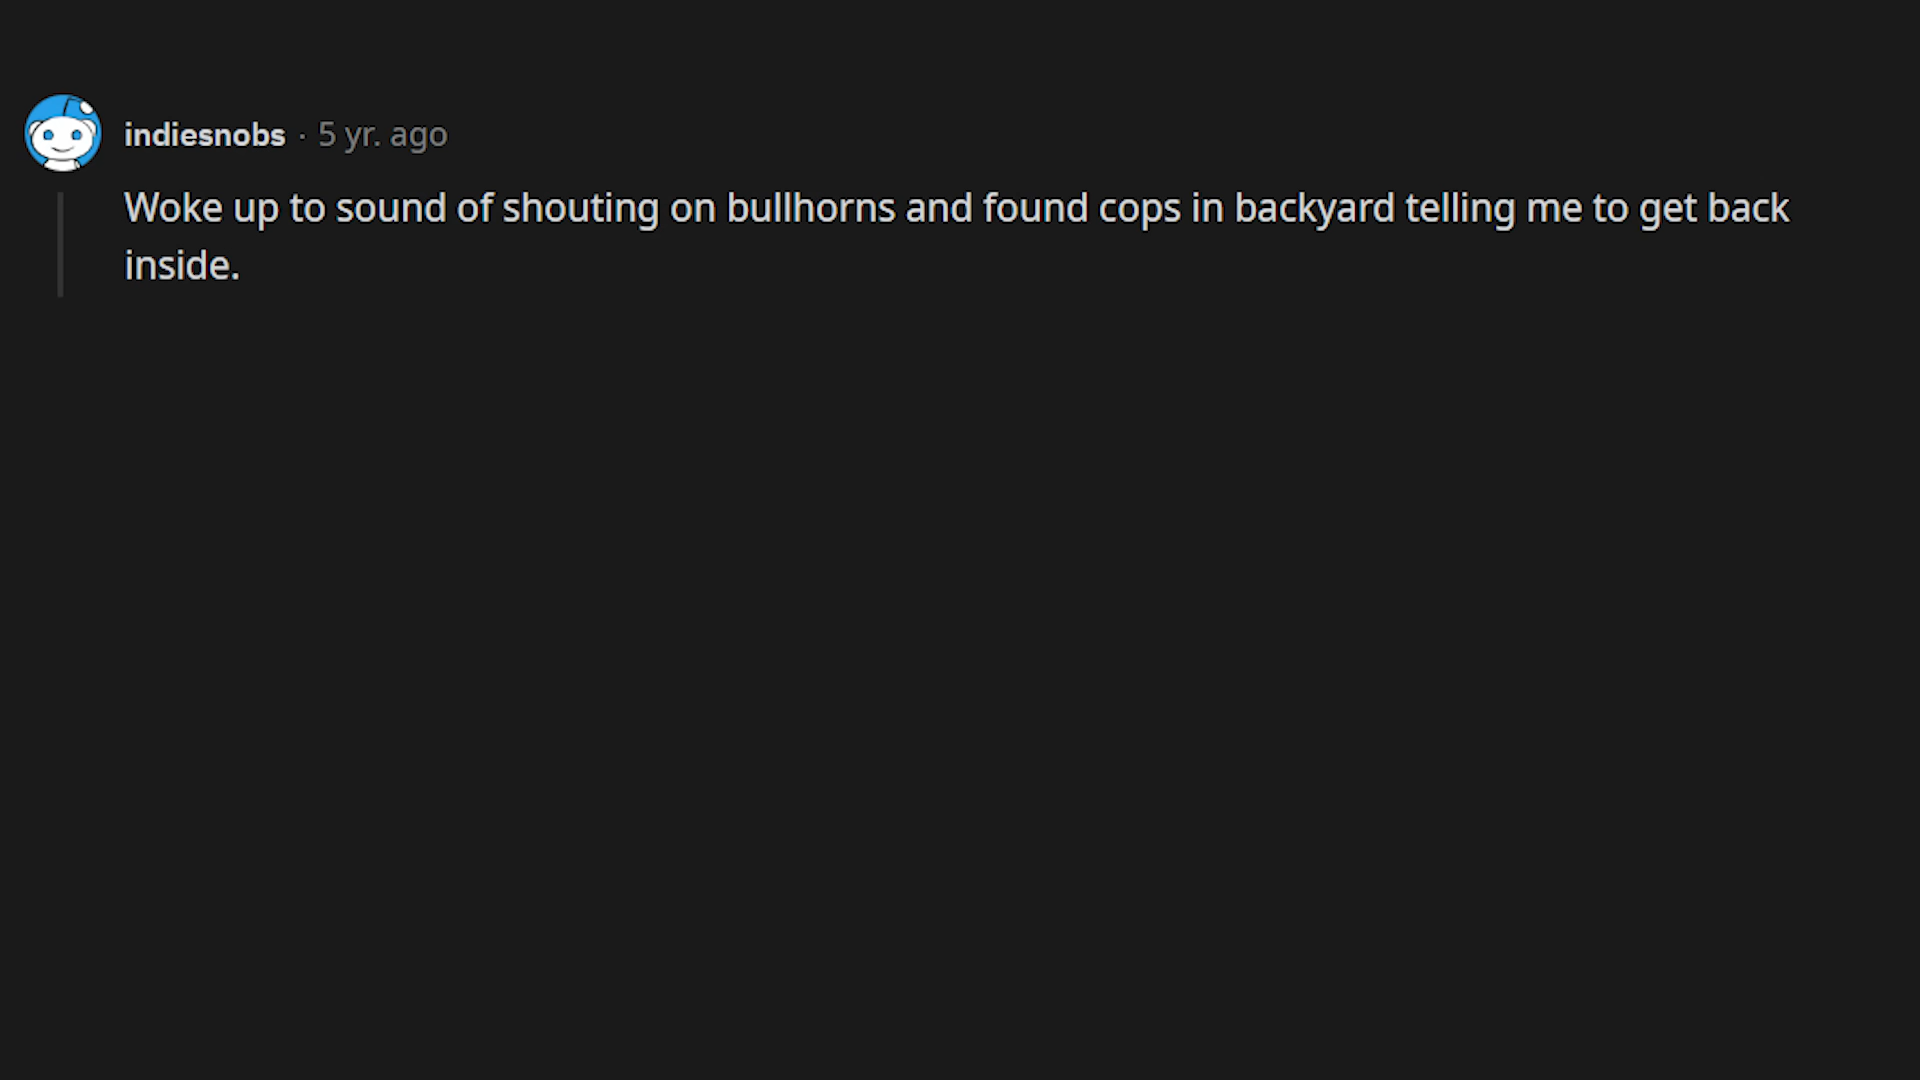 indiesnobs · 5 yr. ago
Woke up to sound of shouting on bullhorns and found cops in backyard telling me to get back
inside.